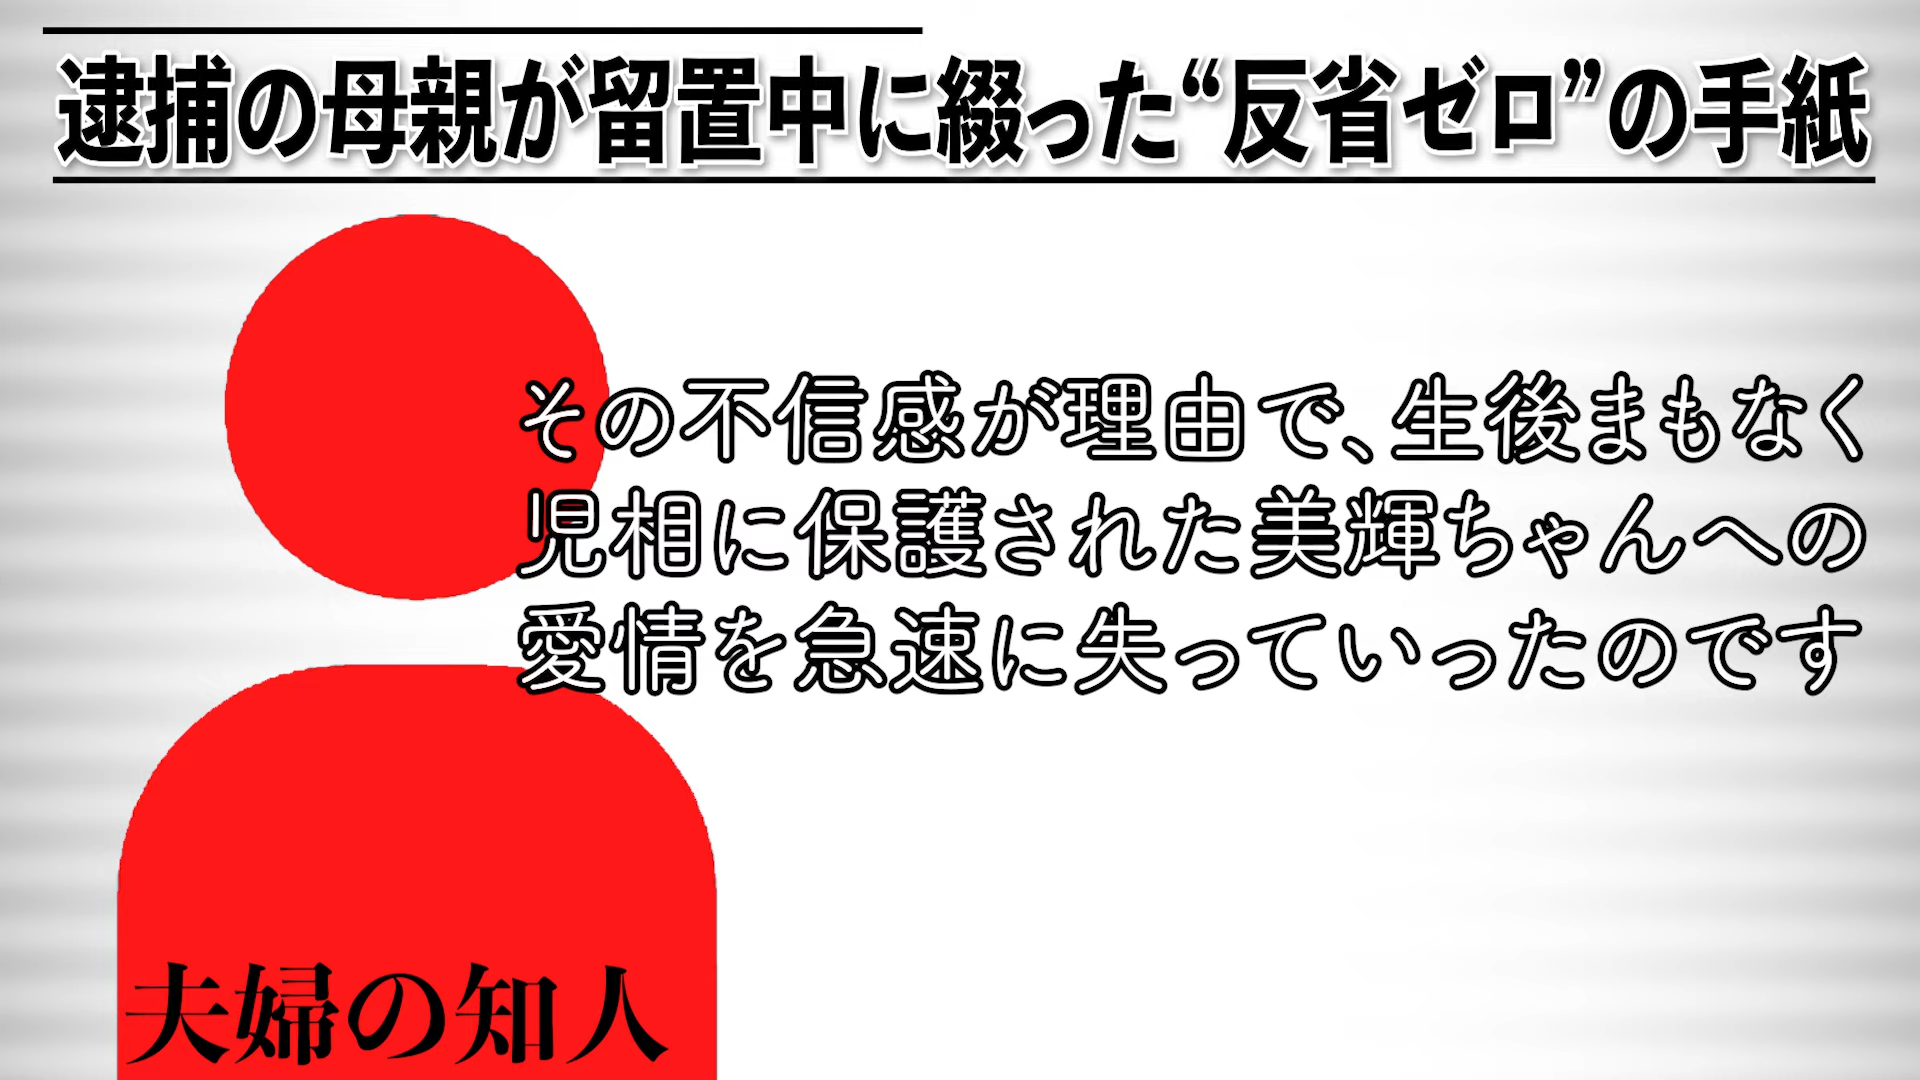 逮捕の母親が留置中に綴った“反省ゼロ”の手紙
その不信感が理由で、生後まもなく
児相に保護された美輝ちゃんへの
愛情を急速に失っていったのです
夫婦の知人